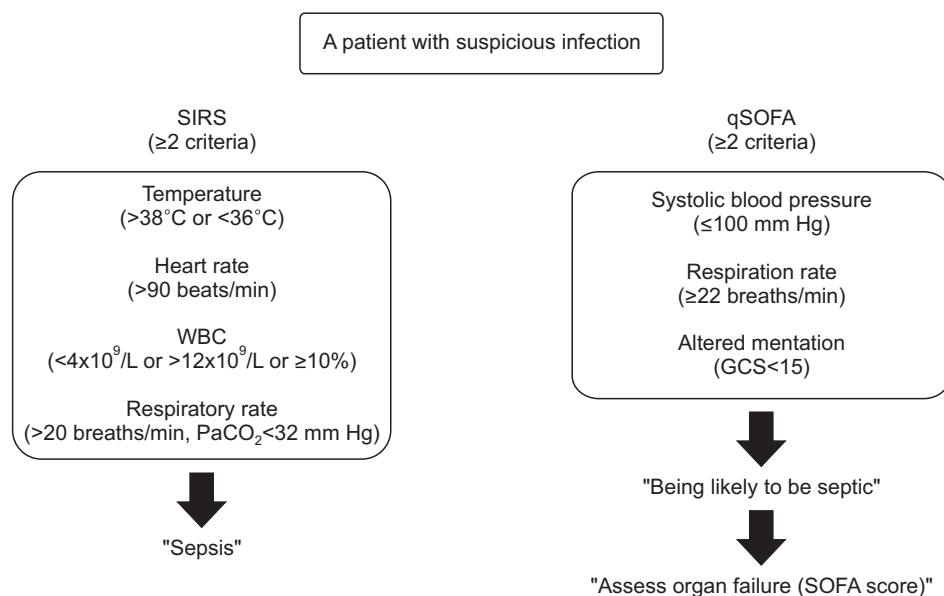 A patient with suspicious infection
SIRS
(≥2 criteria)
Temperature
(>38°C or <36°C)
Heart rate
(>90 beats/min)
WBC
(<4x10⁹/L or >12x10⁹/L or ≥10%)
Respiratory rate
(>20 breaths/min, PaCO₂<32 mm Hg)
"Sepsis"
qSOFA
(≥2 criteria)
Systolic blood pressure
(≤100 mm Hg)
Respiration rate
(≥22 breaths/min)
Altered mentation
(GCS<15)
"Being likely to be septic"
"Assess organ failure (SOFA score)"